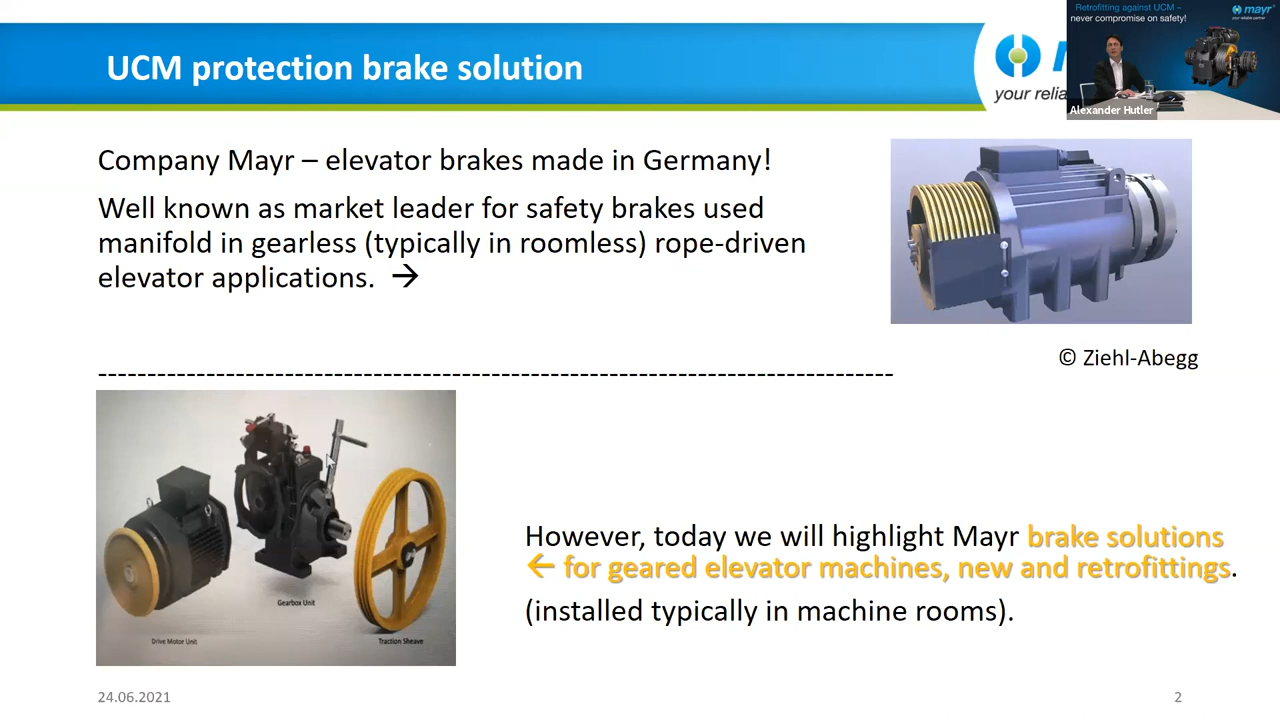 UCM protection brake solution
your relia
Retrofitting against UCM –
never compromise on safety!
mayr®
your reliable partner
Alexander Hutler
Company Mayr – elevator brakes made in Germany!
Well known as market leader for safety brakes used
manifold in gearless (typically in roomless) rope-driven
elevator applications. →
© Ziehl-Abegg
--------------------------------------------------------------------------------
Gearbox Unit
Drive Motor Unit
Traction Sheave
However, today we will highlight Mayr brake solutions
← for geared elevator machines, new and retrofittings.
(installed typically in machine rooms).
24.06.2021
2